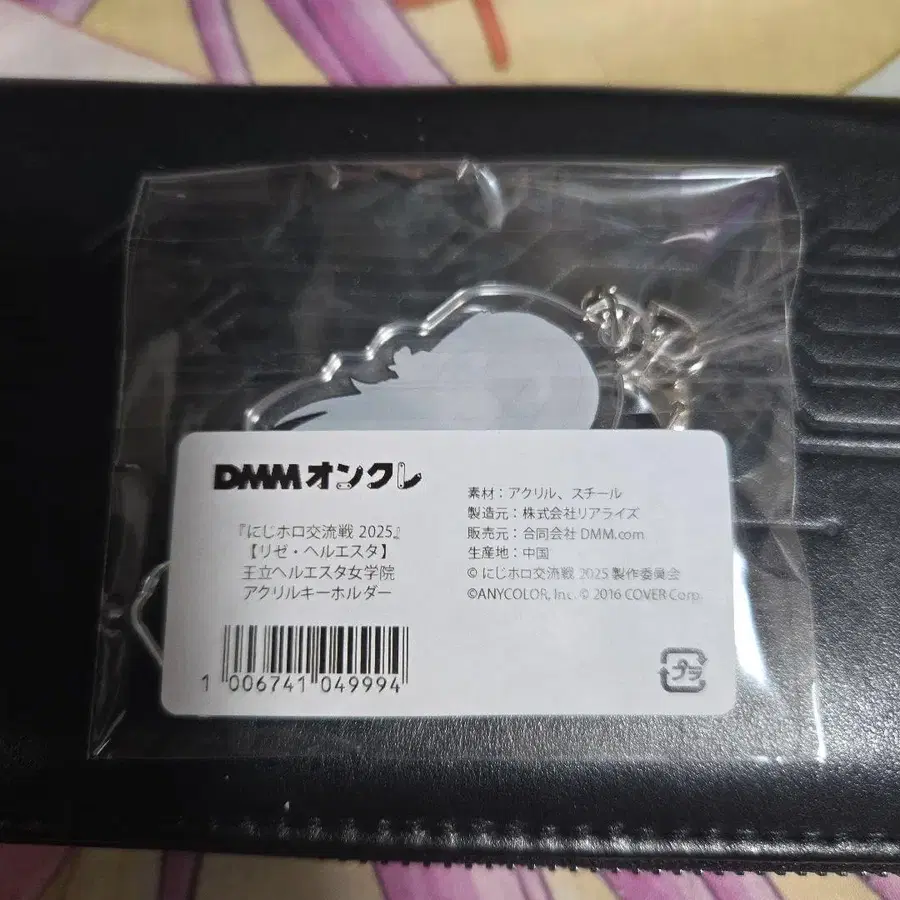 DMMオンクレ
『にじホロ交流戦 2025』
【リゼ・ヘルエスタ】
王立ヘルエスタ女学院
アクリルキーホルダー
1 006741 049994
素材：アクリル、スチール
製造元：株式会社リアライズ
販売元：合同会社 DMM.com
生産地：中国
© にじホロ交流戦 2025 製作委員会
©ANYCOLOR, Inc. © 2016 COVER Corp.
プラ